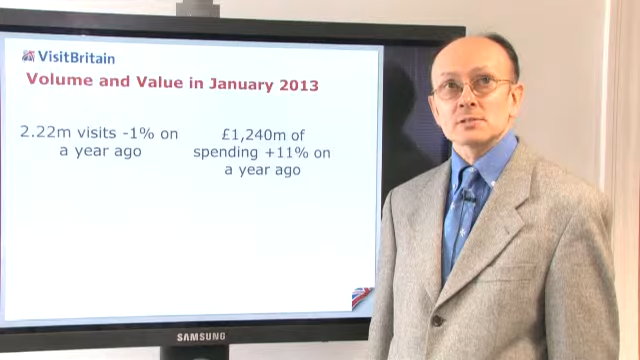 VisitBritain
Volume and Value in January 2013
2.22m visits -1% on
a year ago
£1,240m of
spending +11% on
a year ago
SAMSUNG